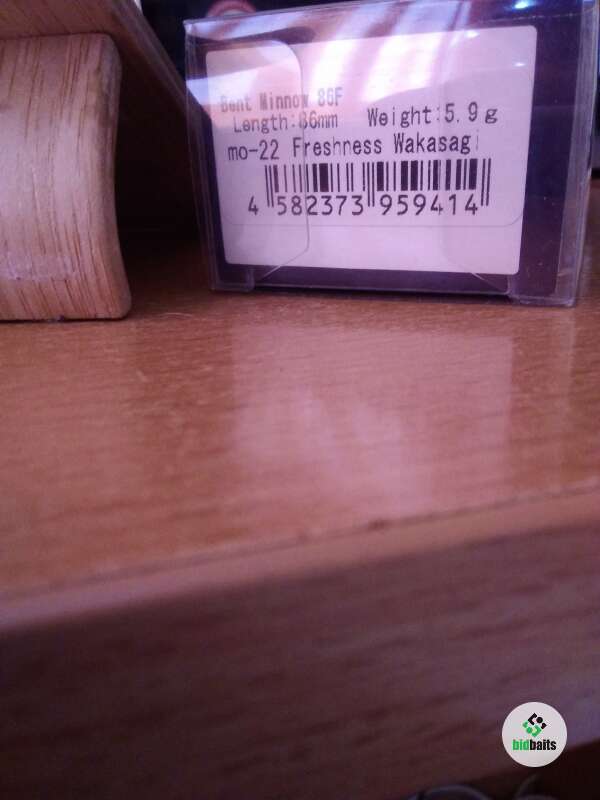 Bent Minnow 86F
Length:86mm Weight:5.9g
mo-22 Freshness Wakasagi
4 582373 959414
bidbaits